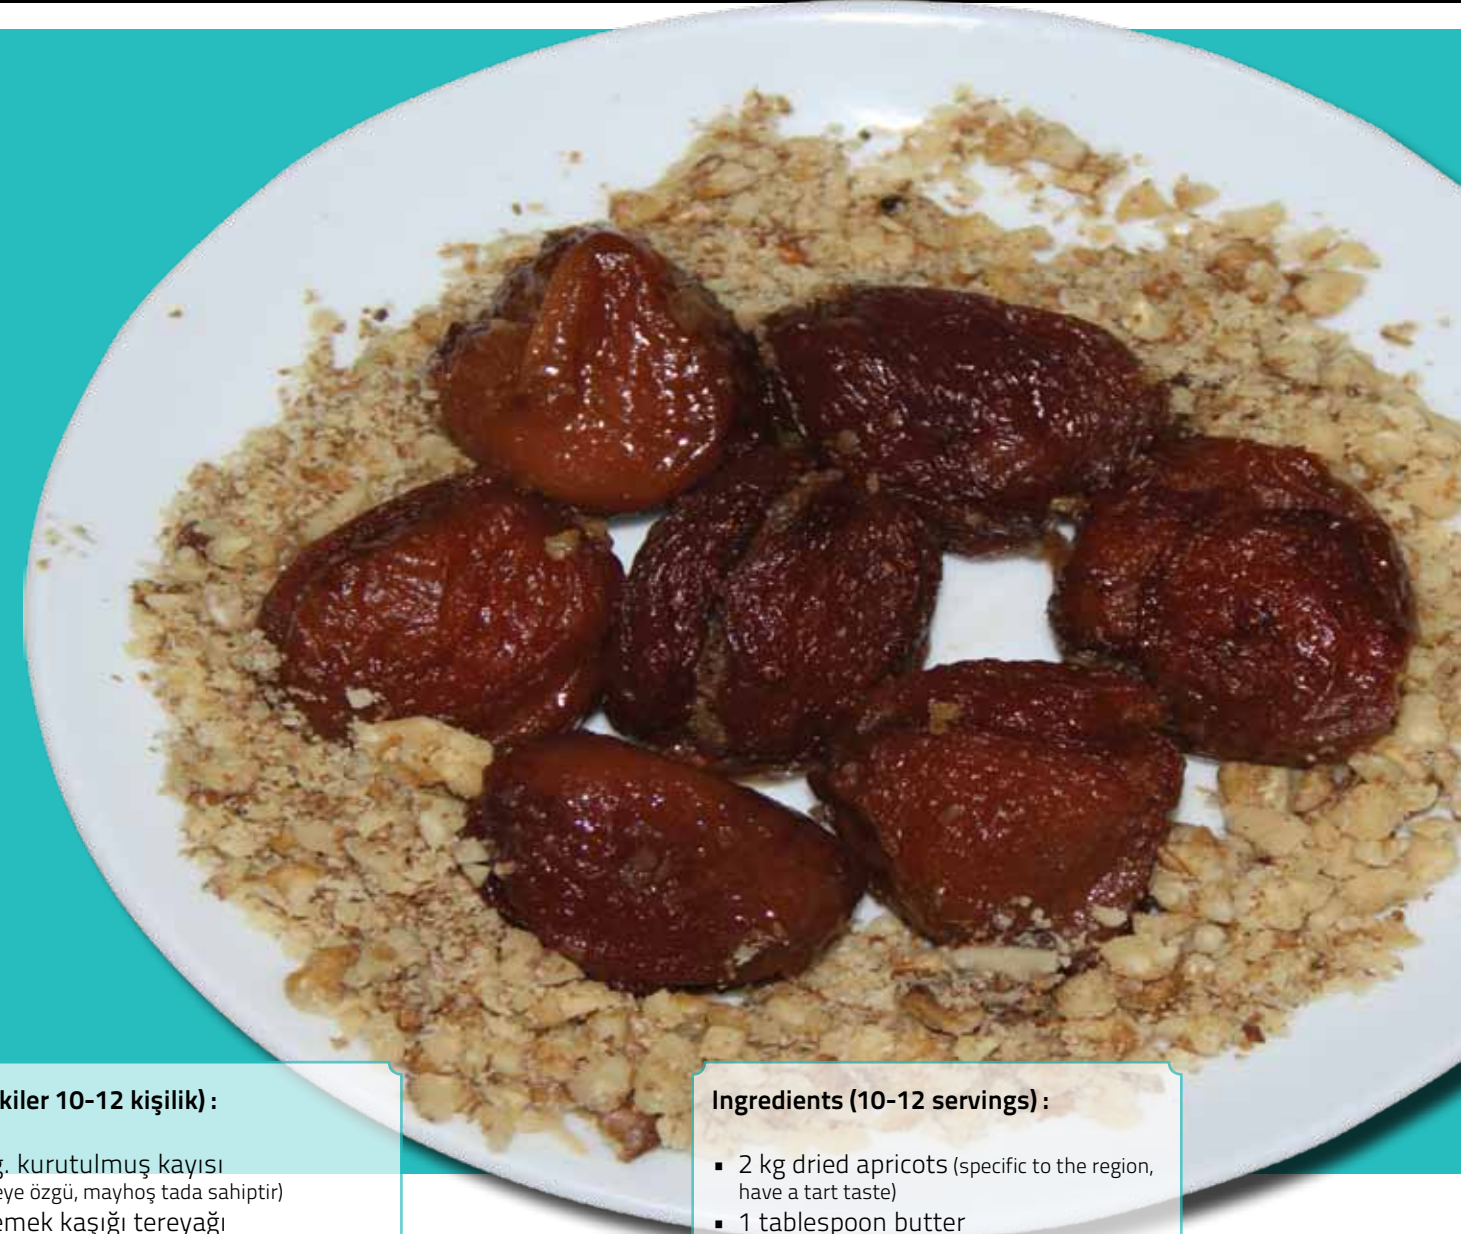 kiler 10-12 kişilik) :
g. kurutulmuş kayısı
eye özgü, mayhoş tada sahiptir)
emek kaşığı tereyağı
Ingredients (10-12 servings) :
▪ 2 kg dried apricots (specific to the region,
have a tart taste)
▪ 1 tablespoon butter